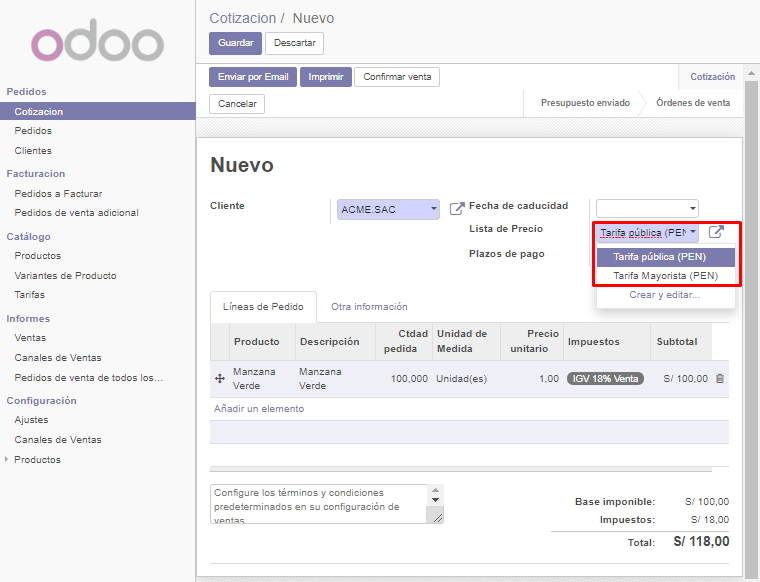 odoo
Pedidos
Cotizacion
Pedidos
Clientes
Facturacion
Pedidos a Facturar
Pedidos de venta adicional
Catálogo
Productos
Variantes de Producto
Tarifas
Informes
Ventas
Canales de Ventas
Pedidos de venta de todos los...
Configuración
Ajustes
Canales de Ventas
Productos
Cotizacion / Nuevo
Guardar Descartar
Enviar por Email Imprimir Confirmar venta Cotización
Cancelar Presupuesto enviado Órdenes de venta
Nuevo
Cliente ACME.SAC Fecha de caducidad
Lista de Precio Tarifa pública (PEN
Plazos de pago Tarifa pública (PEN)
Tarifa Mayorista (PEN)
Crear y editar...
Líneas de Pedido Otra información
Producto Descripción Ctdad pedida Unidad de Medida Precio unitario Impuestos Subtotal
Manzana Verde Manzana Verde 100,000 Unidad(es) 1,00 IGV 18% Venta S/ 100,00
Añadir un elemento
Configure los términos y condiciones
predeterminados en su configuración de
ventas
Base imponible: S/ 100,00
Impuestos: S/ 18,00
Total: S/ 118,00